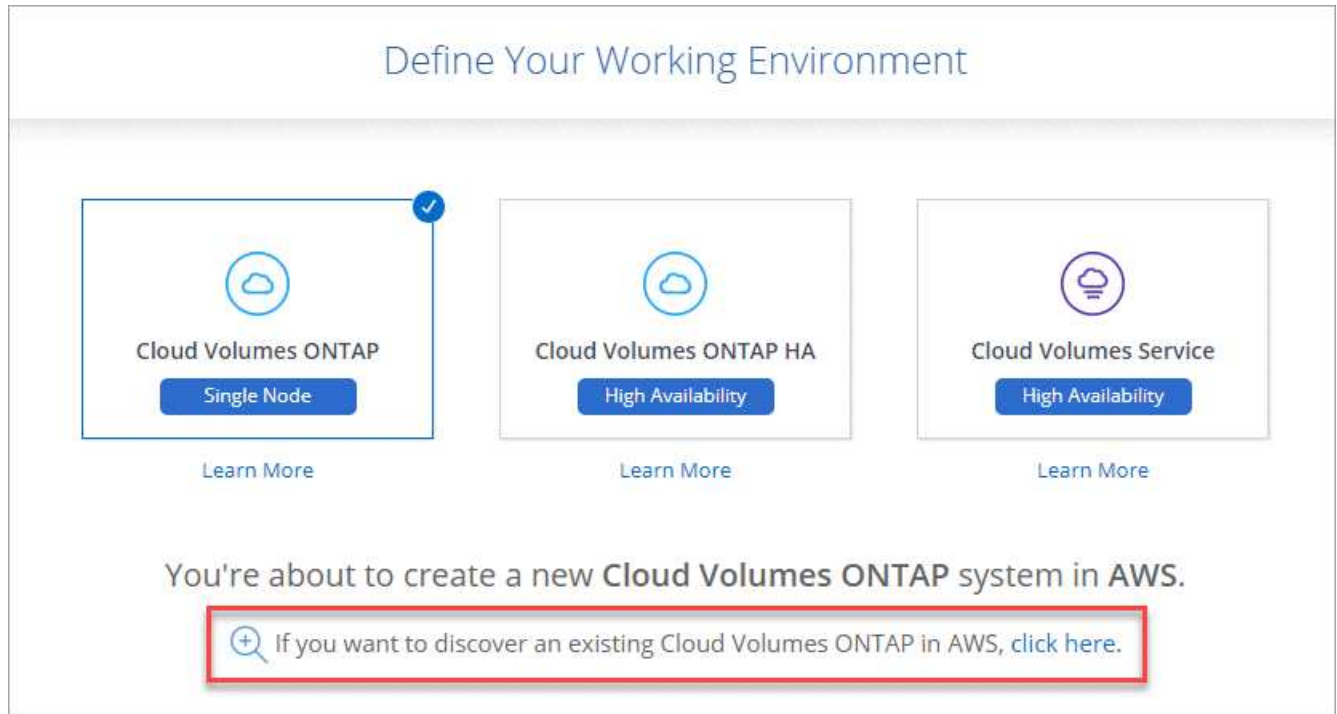 Define Your Working Environment
Cloud Volumes ONTAP
Single Node
Learn More
Cloud Volumes ONTAP HA
High Availability
Learn More
Cloud Volumes Service
High Availability
Learn More
You're about to create a new Cloud Volumes ONTAP system in AWS.
If you want to discover an existing Cloud Volumes ONTAP in AWS, click here.